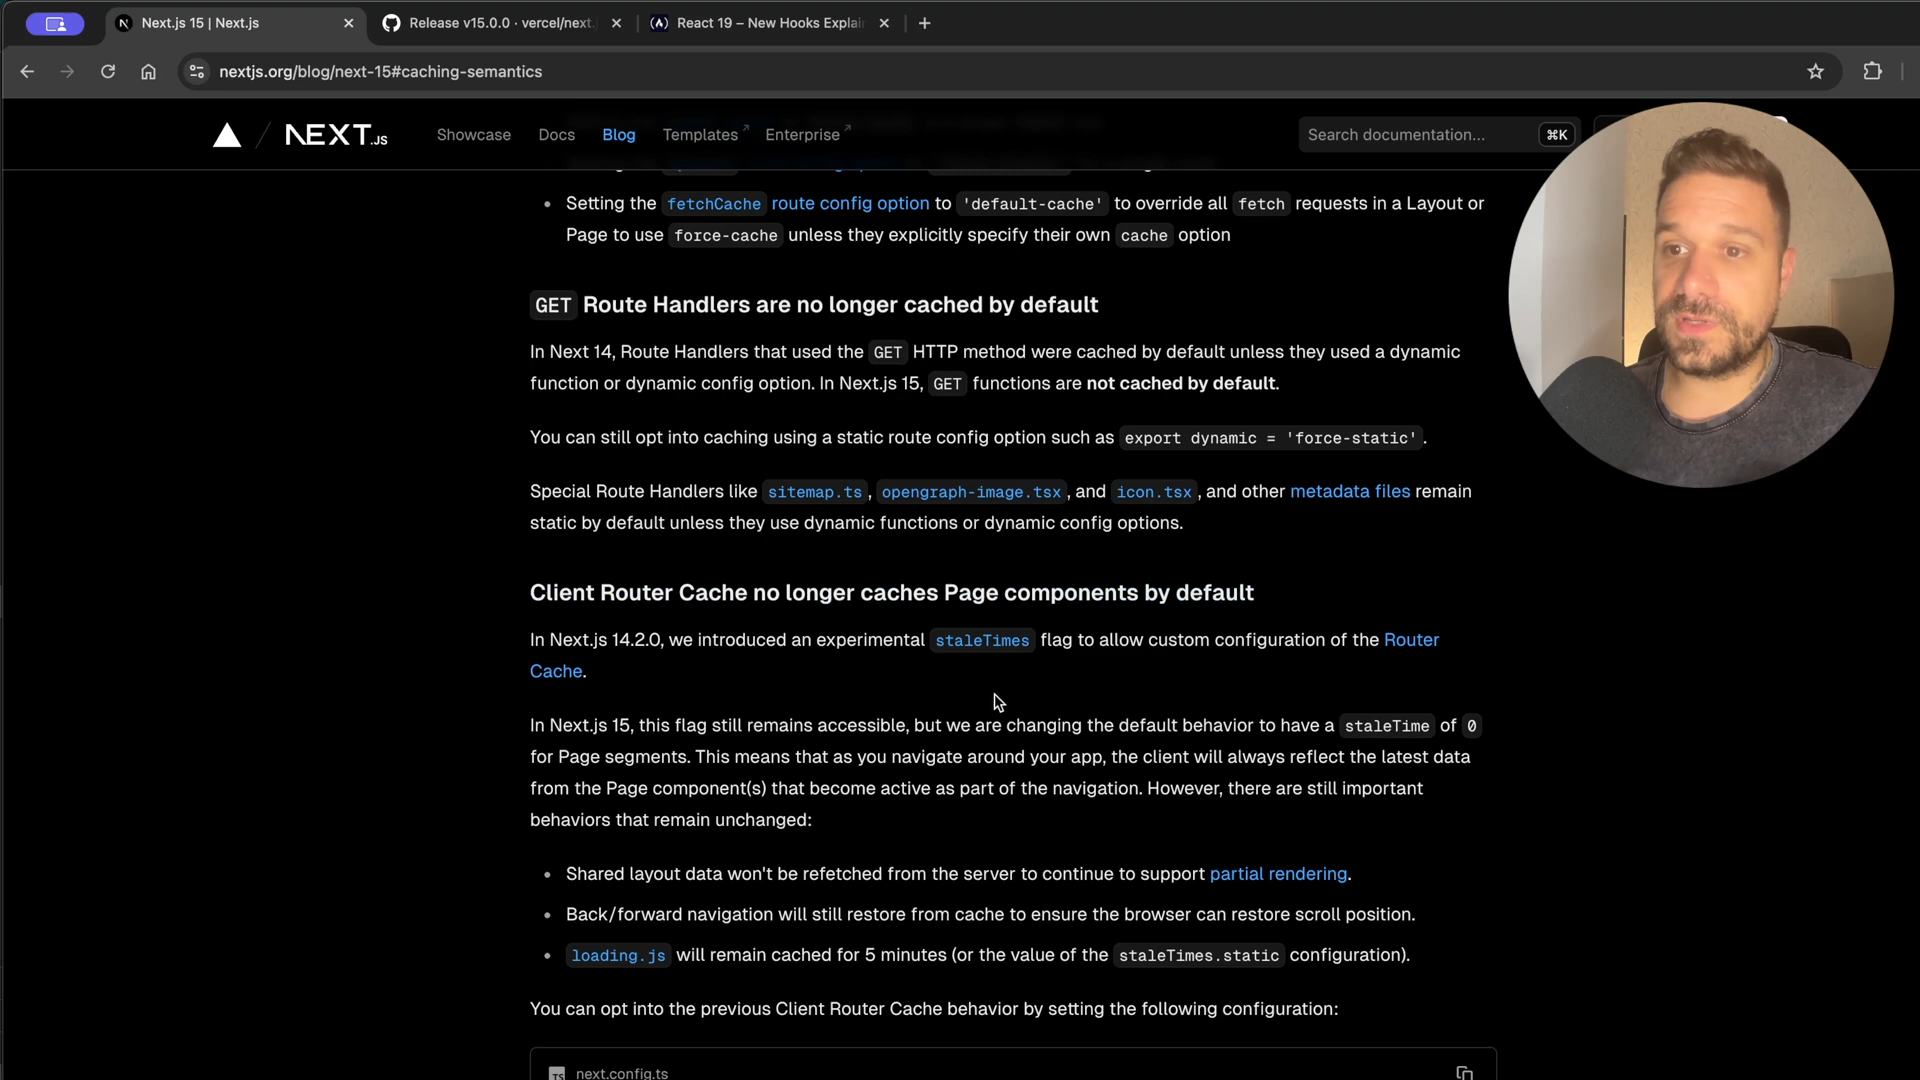 Next.js 15 | Next.js
Release v15.0.0 · vercel/next.
React 19 – New Hooks Explai
nextjs.org/blog/next-15#caching-semantics
NEXT.JS
Showcase
Docs
Blog
Templates
Enterprise
Search documentation...
⌘K
Setting the fetchCache route config option to 'default-cache' to override all fetch requests in a Layout or
Page to use force-cache unless they explicitly specify their own cache option
GET Route Handlers are no longer cached by default
In Next 14, Route Handlers that used the GET HTTP method were cached by default unless they used a dynamic
function or dynamic config option. In Next.js 15, GET functions are not cached by default.
You can still opt into caching using a static route config option such as export dynamic = 'force-static'.
Special Route Handlers like sitemap.ts, opengraph-image.tsx, and icon.tsx, and other metadata files remain
static by default unless they use dynamic functions or dynamic config options.
Client Router Cache no longer caches Page components by default
In Next.js 14.2.0, we introduced an experimental staleTimes flag to allow custom configuration of the Router
Cache.
In Next.js 15, this flag still remains accessible, but we are changing the default behavior to have a staleTime of 0
for Page segments. This means that as you navigate around your app, the client will always reflect the latest data
from the Page component(s) that become active as part of the navigation. However, there are still important
behaviors that remain unchanged:
Shared layout data won't be refetched from the server to continue to support partial rendering.
Back/forward navigation will still restore from cache to ensure the browser can restore scroll position.
loading.js will remain cached for 5 minutes (or the value of the staleTimes.static configuration).
You can opt into the previous Client Router Cache behavior by setting the following configuration:
TS next.config.ts